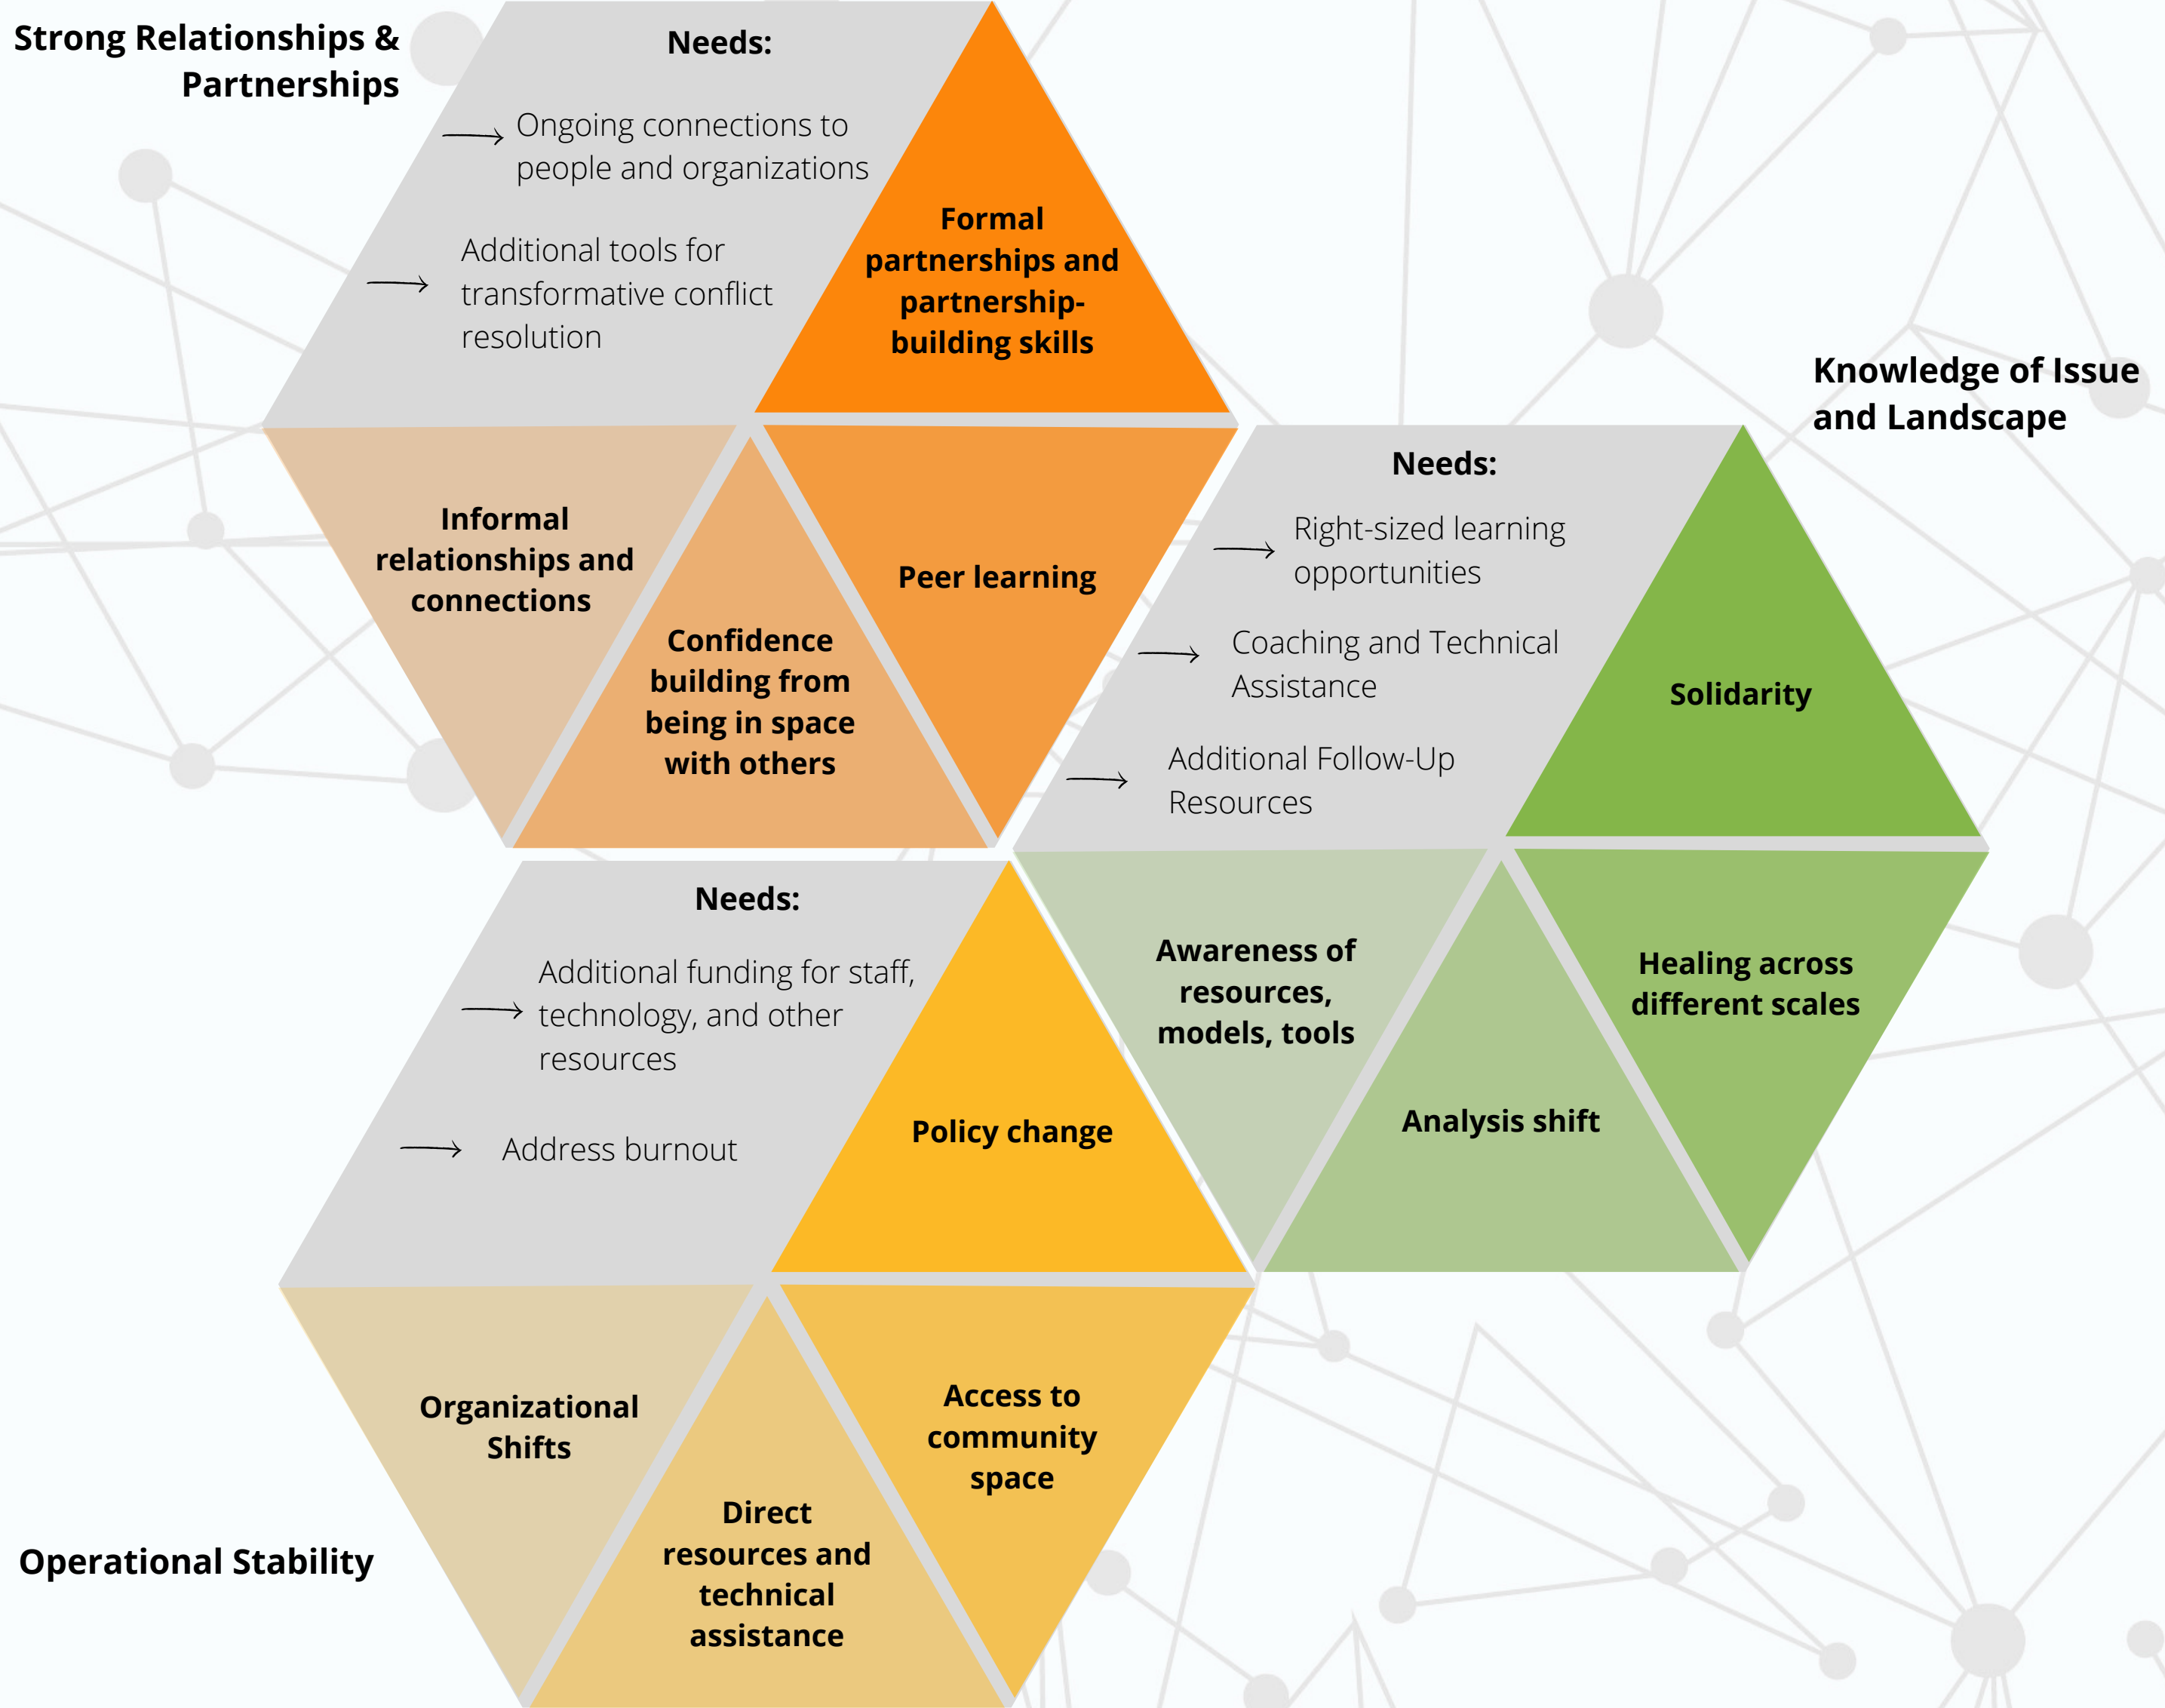 Strong Relationships &
Partnerships
Needs:
Ongoing connections to
people and organizations
Additional tools for
transformative conflict
resolution
Formal
partnerships and
partnership-
building skills
Informal
relationships and
connections
Confidence
building from
being in space
with others
Peer learning
Knowledge of Issue
and Landscape
Needs:
Right-sized learning
opportunities
Coaching and Technical
Assistance
Additional Follow-Up
Resources
Solidarity
Awareness of
resources,
models, tools
Analysis shift
Healing across
different scales
Needs:
Additional funding for staff,
technology, and other
resources
Address burnout
Policy change
Organizational
Shifts
Direct
resources and
technical
assistance
Access to
community
space
Operational Stability